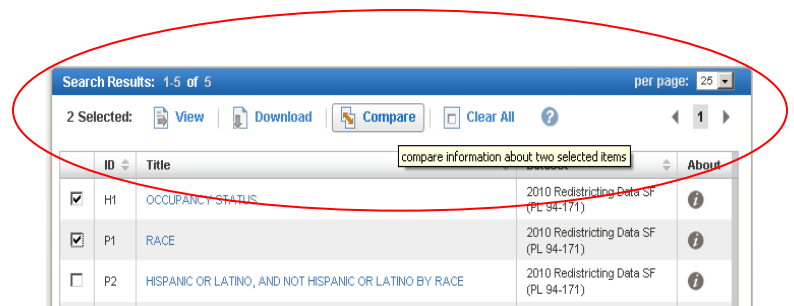 Search Results: 1-5 of 5 per page: 25
2 Selected: View Download Compare Clear All ? 1
compare information about two selected items
ID Title Dataset About
H1 OCCUPANCY STATUS 2010 Redistricting Data SF
(PL 94-171)
P1 RACE 2010 Redistricting Data SF
(PL 94-171)
P2 HISPANIC OR LATINO, AND NOT HISPANIC OR LATINO BY RACE 2010 Redistricting Data SF
(PL 94-171)